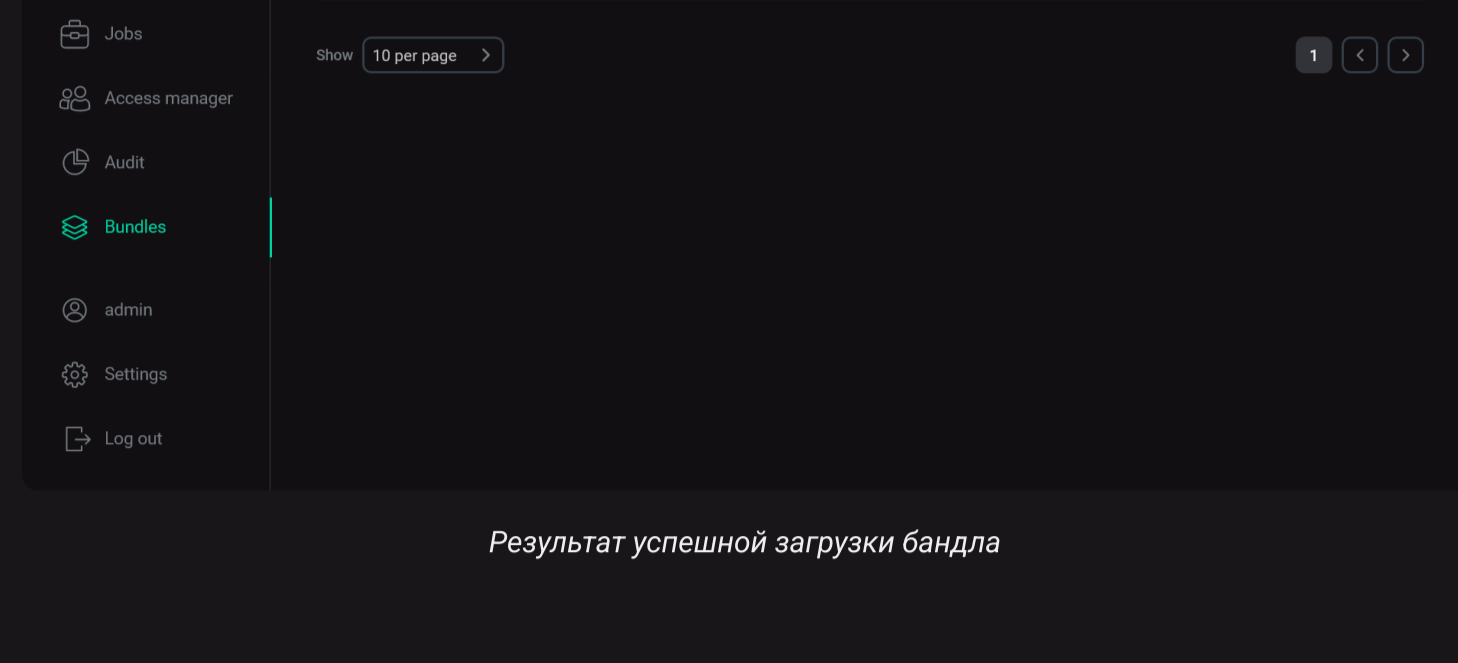 Jobs
Show 10 per page 1
Access manager
Audit
Bundles
admin
Settings
Log out
Результат успешной загрузки бандла